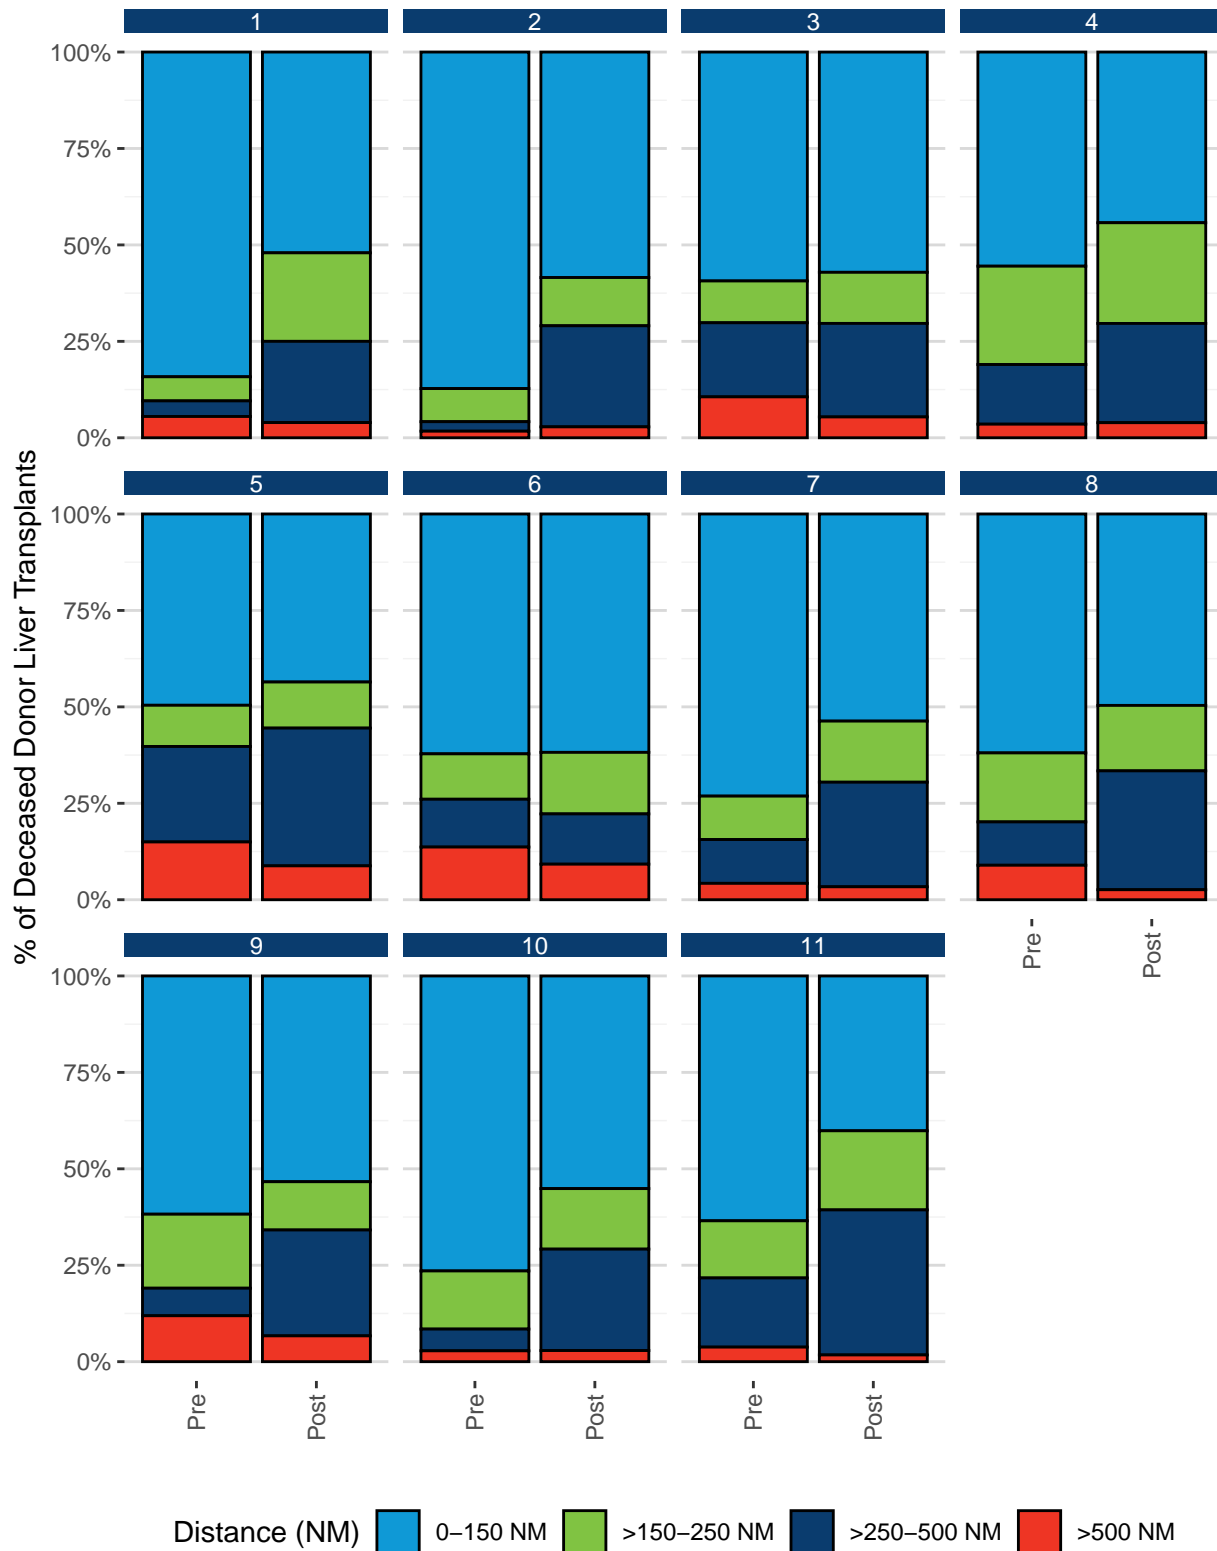 1 2 3 4
100%
75%
50%
25%
0%
5 6 7 8
100%
75%
50%
25%
0%
Pre Post
% of Deceased Donor Liver Transplants
9 10 11
100%
75%
50%
25%
0%
Pre Post Pre Post Pre Post
Distance (NM) 0–150 NM >150–250 NM >250–500 NM >500 NM